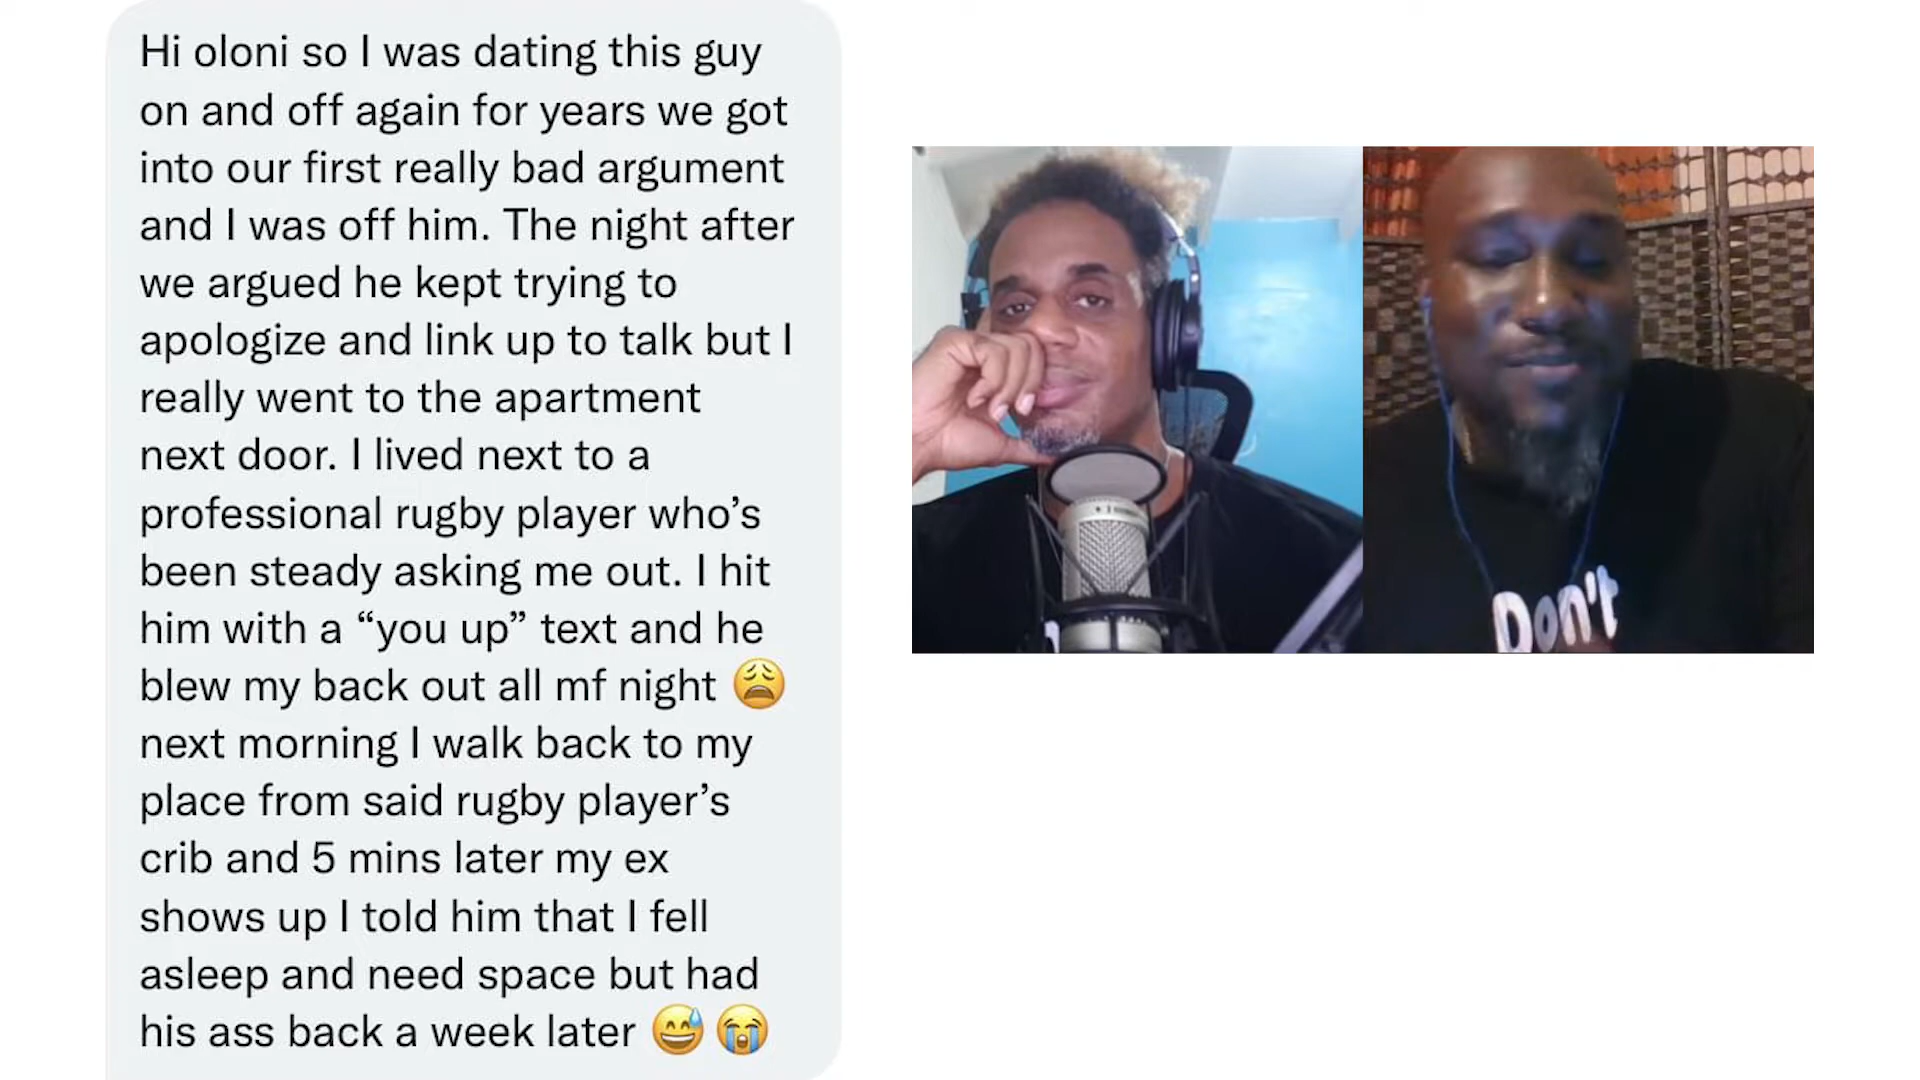 Hi oloni so I was dating this guy
on and off again for years we got
into our first really bad argument
and I was off him. The night after
we argued he kept trying to
apologize and link up to talk but I
really went to the apartment
next door. I lived next to a
professional rugby player who’s
been steady asking me out. I hit
him with a “you up” text and he
blew my back out all mf night 😩
next morning I walk back to my
place from said rugby player’s
crib and 5 mins later my ex
shows up I told him that I fell
asleep and need space but had
his ass back a week later 😅😭
Don't